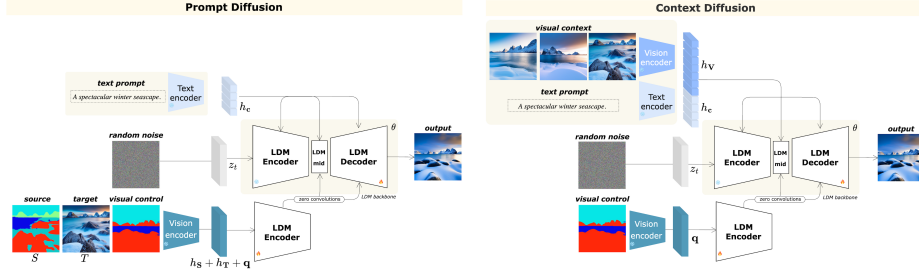 Prompt Diffusion
text prompt
A spectacular winter seascape.
Text
encoder
h_c
random noise
z_t
LDM
Encoder
LDM
mid
LDM
Decoder
θ
output
zero convolutions
LDM backbone
source
target
visual control
S
T
Vision
encoder
h_S + h_T + q
LDM
Encoder
Context Diffusion
visual context
Vision
encoder
h_V
text prompt
A spectacular winter seascape.
Text
encoder
h_c
random noise
z_t
LDM
Encoder
LDM
mid
LDM
Decoder
θ
output
zero convolutions
LDM backbone
visual control
Vision
encoder
q
LDM
Encoder